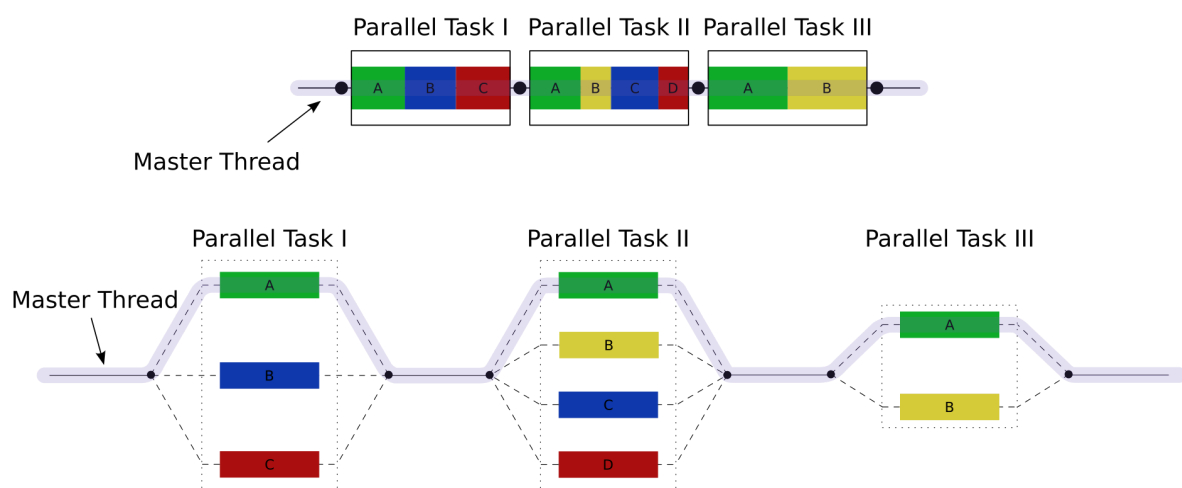 Parallel Task I
Parallel Task II
Parallel Task III
A
B
C
A
B
C
D
A
B
Master Thread
Parallel Task I
Parallel Task II
Parallel Task III
Master Thread
A
B
C
A
B
C
D
A
B